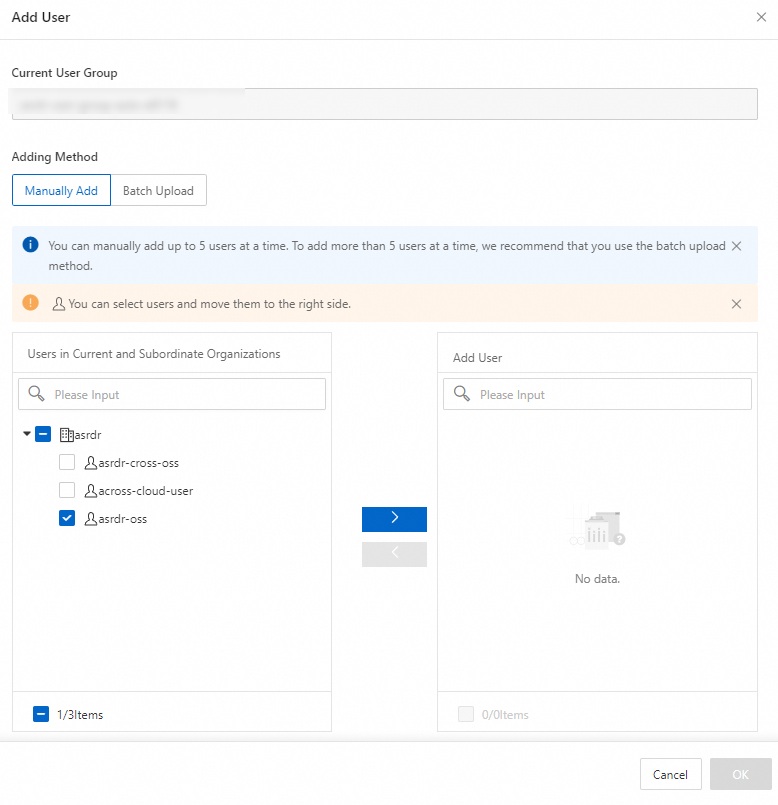 Add User
Current User Group
Adding Method
Manually Add
Batch Upload
You can manually add up to 5 users at a time. To add more than 5 users at a time, we recommend that you use the batch upload
method.
You can select users and move them to the right side.
Users in Current and Subordinate Organizations
Please Input
asrdr
asrdr-cross-oss
across-cloud-user
asrdr-oss
1/3Items
Add User
Please Input
No data.
0/0Items
Cancel
OK